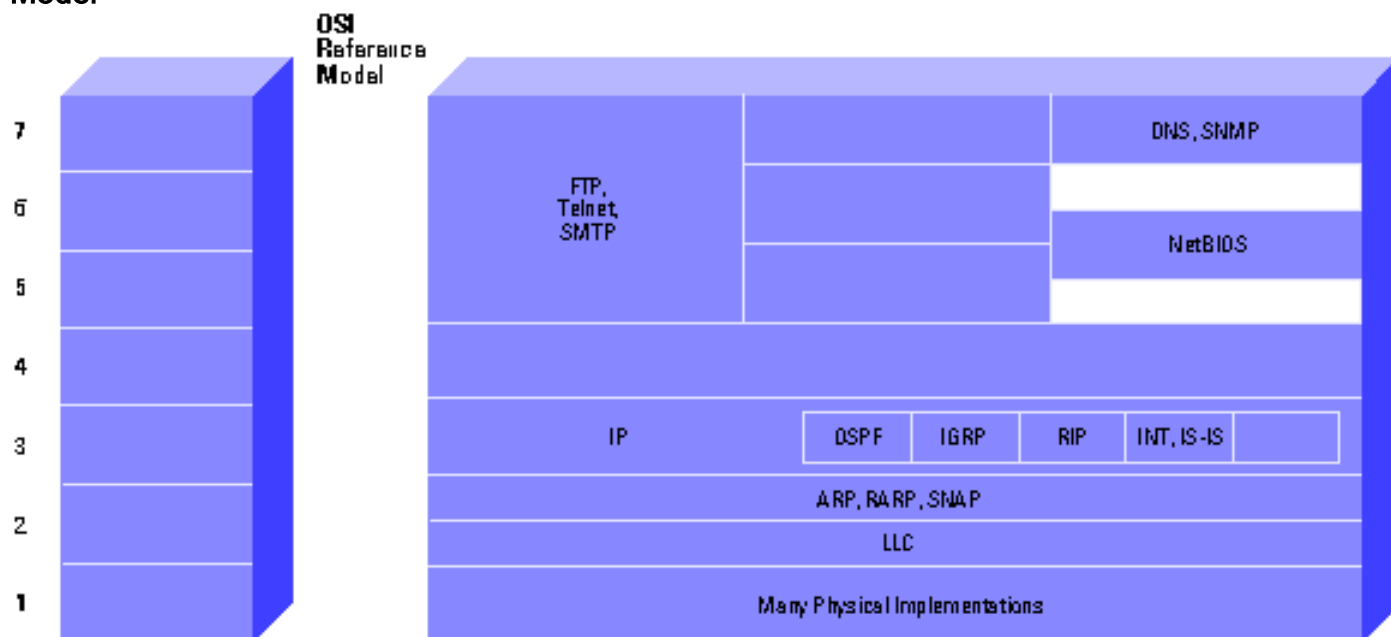 Model
OSI
Reference
Model
7
6
5
4
3
2
1
FTP,
Telnet,
SMTP
DNS, SNMP
NetBIOS
IP
OSPF
IGRP
RIP
INT, IS-IS
ARP, RARP, SNAP
LLC
Many Physical Implementations